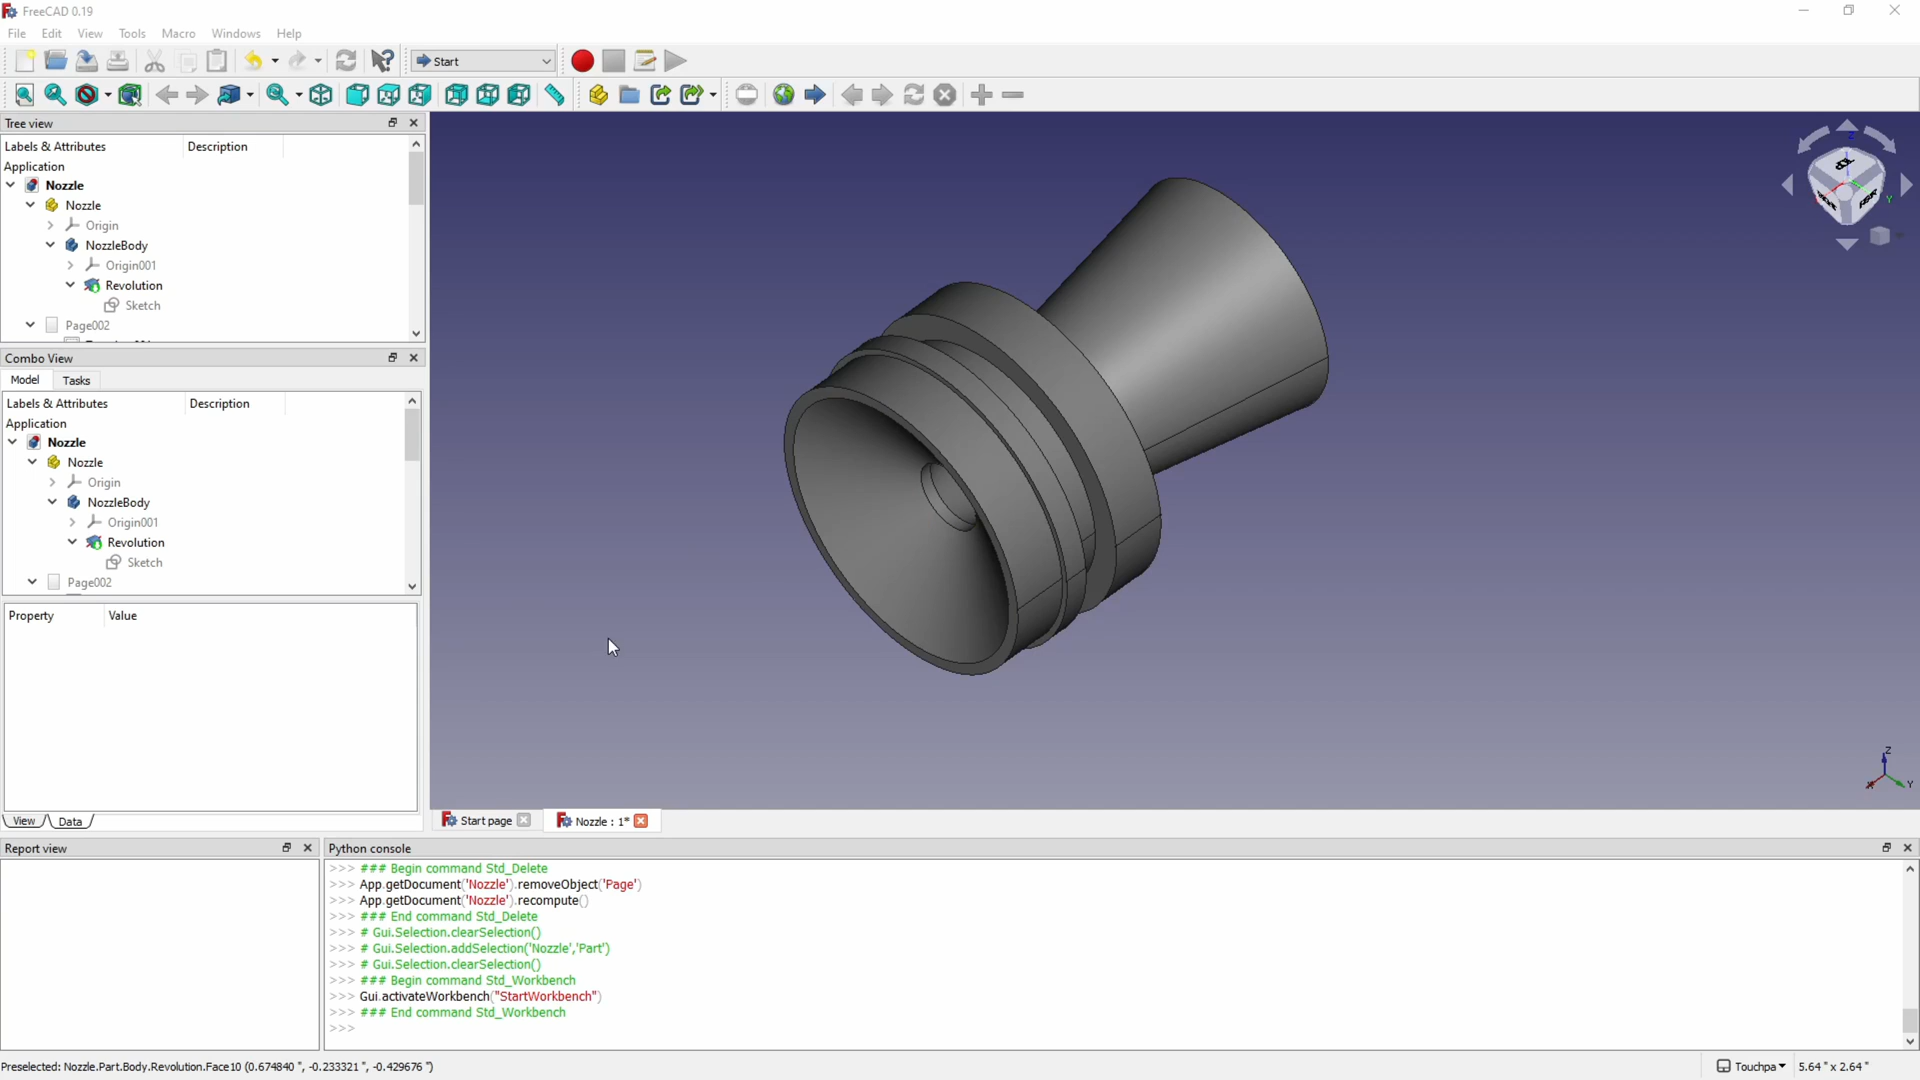 FreeCAD 0.19
File Edit View Tools Macro Windows Help
Start
Tree view
Labels & Attributes Description
Application
Nozzle
Nozzle
Origin
NozzleBody
Origin001
Revolution
Sketch
Page002
Combo View
Model Tasks
Labels & Attributes Description
Application
Nozzle
Nozzle
Origin
NozzleBody
Origin001
Revolution
Sketch
Page002
Property Value
View Data
Z
Y
Z
X
Y
Start page Nozzle : 1*
Report view
Python console
>>> ### Begin command Std_Delete
>>> App.getDocument('Nozzle').removeObject('Page')
>>> App.getDocument('Nozzle').recompute()
>>> ### End command Std_Delete
>>> # Gui.Selection.clearSelection()
>>> # Gui.Selection.addSelection('Nozzle','Part')
>>> # Gui.Selection.clearSelection()
>>> ### Begin command Std_Workbench
>>> Gui.activateWorkbench("StartWorkbench")
>>> ### End command Std_Workbench
>>>
Preselected: Nozzle.Part.Body.Revolution.Face10 (0.674840 ", -0.233321 ", -0.429676 ")
Touchpa 5.64 " x 2.64 "